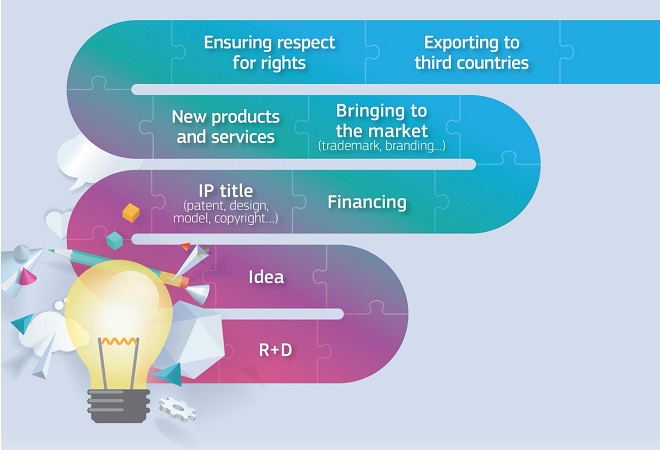 Ensuring respect
for rights
Exporting to
third countries
New products
and services
Bringing to
the market
(trademark, branding...)
IP title
(patent, design,
model, copyright...)
Financing
Idea
R+D